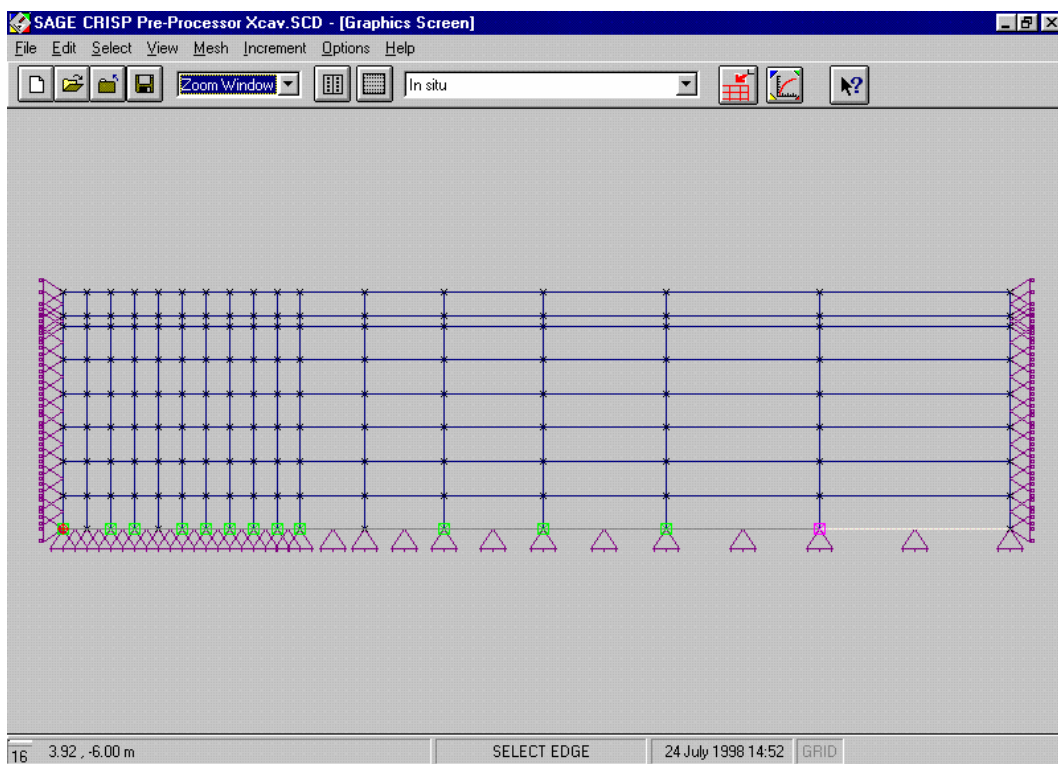 SAGE CRISP Pre-Processor Xcav.SCD - [Graphics Screen]
File Edit Select View Mesh Increment Options Help
Zoom Window In situ
16 3.92 , -6.00 m SELECT EDGE 24 July 1998 14:52 GRID